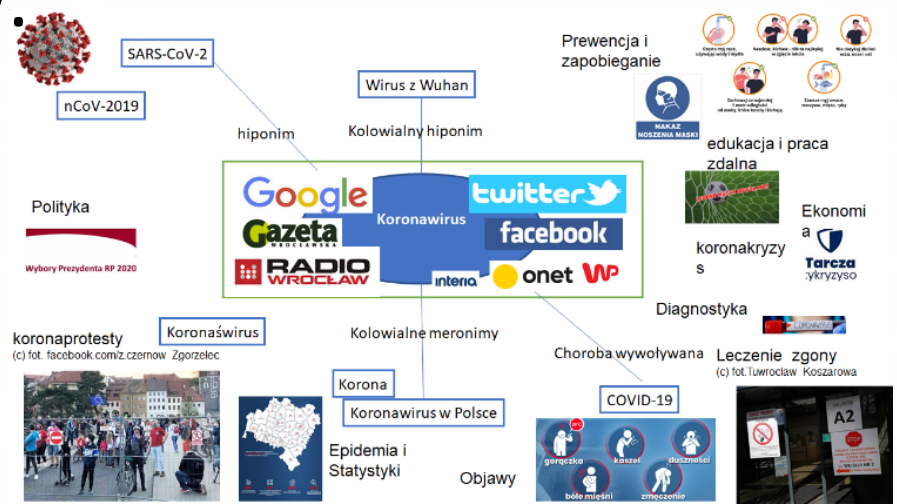 SARS-CoV-2
nCoV-2019
Wirus z Wuhan
Prewencja i
zapobieganie
NAKAZ
NOSZENIA MASKI
hiponim
Kolowialny hiponim
edukacja i praca
zdalna
Google
twitter
Koronawirus
Gazeta
WROCŁAWSKA
facebook
RADIO
WROCŁAW
interia
onet
WP
Polityka
Wybory Prezydenta RP 2020
Ekonomi
a
koronakryzy
s
Tarcza
:ykryzyso
Diagnostyka
CORONAVIRUS
koronaprotesty
(c) fot. facebook.com/z.czernow Zgorzelec
Koronaświrus
Kolowialne meronimy
Choroba wywoływana
Leczenie zgony
(c) fot.Tuwrocław Koszarowa
Korona
Koronawirus w Polsce
COVID-19
Epidemia i
Statystyki
Objawy
gorączka
kaszel
duszności
bóle mięśni
zmęczenie
A2
STOP